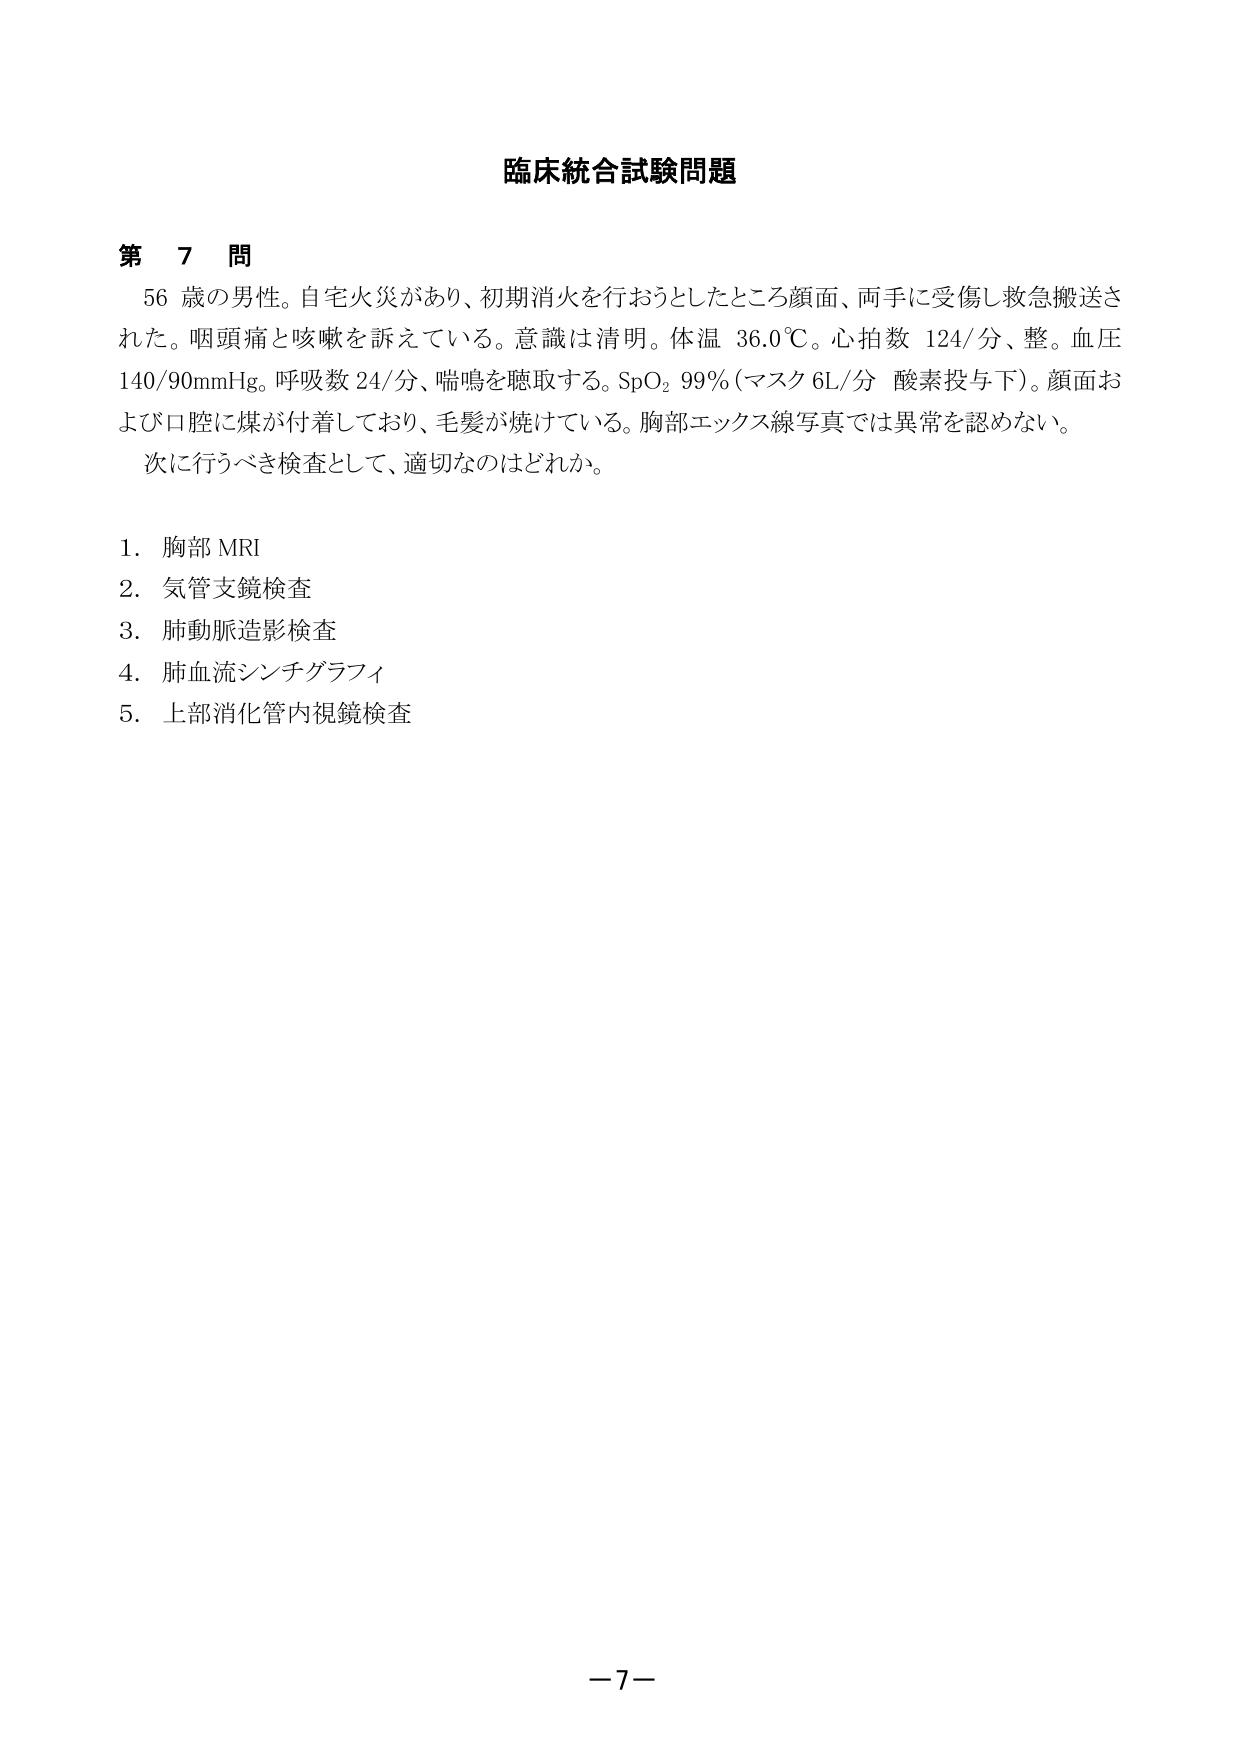 臨床統合試験問題
第 7 問
56 歳の男性。自宅火災があり、初期消火を行おうとしたところ顔面、両手に受傷し救急搬送さ
れた。咽頭痛と咳嗽を訴えている。意識は清明。体温 36.0℃。心拍数 124/分、整。血圧
140/90mmHg。呼吸数 24/分、喘鳴を聴取する。SpO₂ 99%(マスク 6L/分 酸素投与下)。顔面お
よび口腔に煤が付着しており、毛髪が焼けている。胸部エックス線写真では異常を認めない。
次に行うべき検査として、適切なのはどれか。
1. 胸部 MRI
2. 気管支鏡検査
3. 肺動脈造影検査
4. 肺血流シンチグラフィ
5. 上部消化管内視鏡検査
―7―